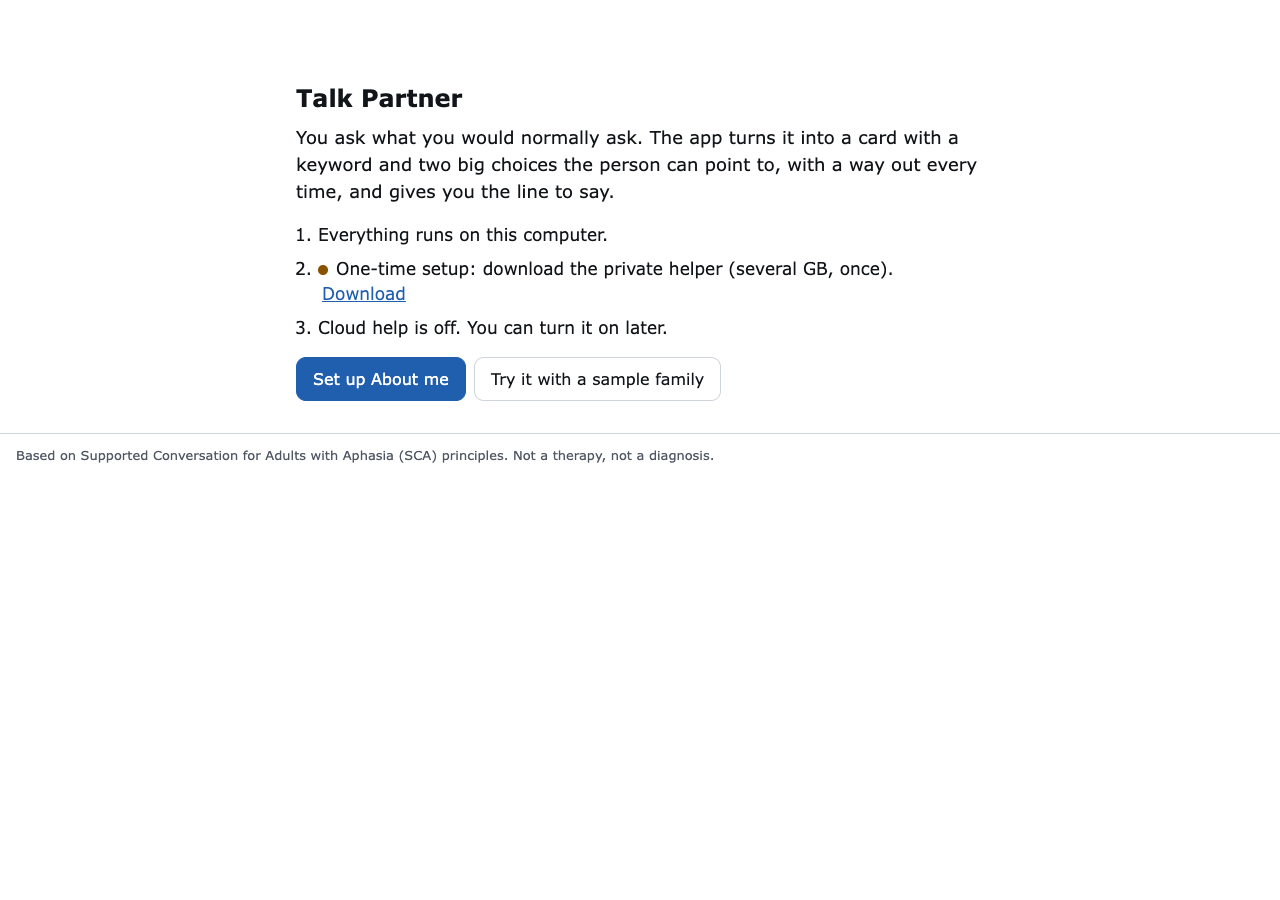 Talk Partner
You ask what you would normally ask. The app turns it into a card with a
keyword and two big choices the person can point to, with a way out every
time, and gives you the line to say.
1. Everything runs on this computer.
2. One-time setup: download the private helper (several GB, once).
Download
3. Cloud help is off. You can turn it on later.
Set up About me
Try it with a sample family
Based on Supported Conversation for Adults with Aphasia (SCA) principles. Not a therapy, not a diagnosis.